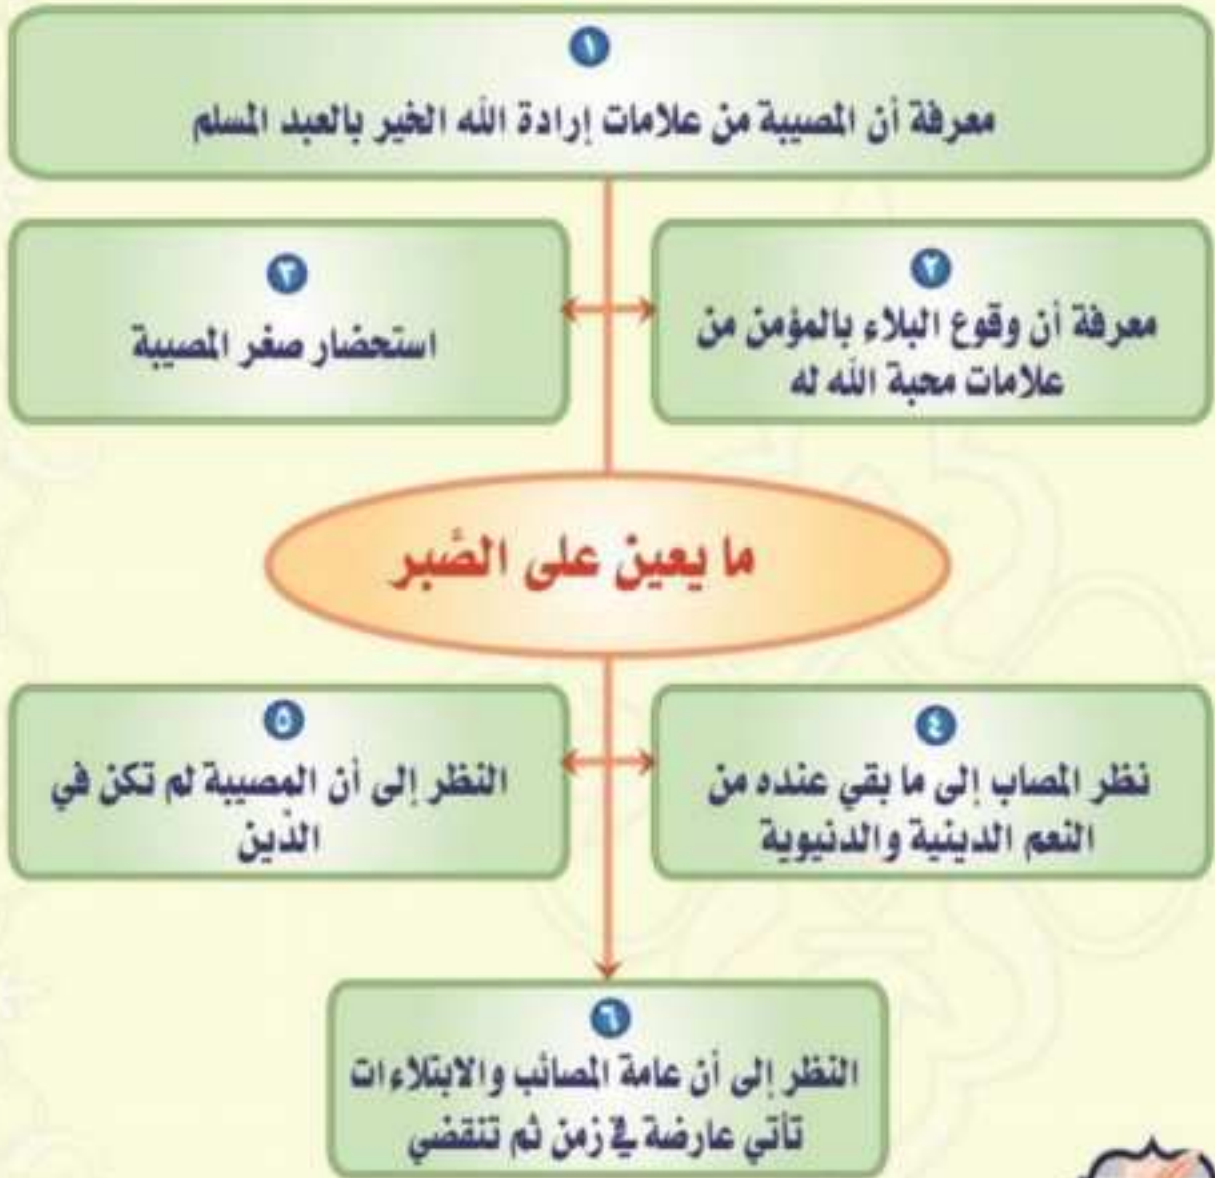 ١
معرفة أن المصيبة من علامات إرادة الله الخير بالعبد المسلم
٢
معرفة أن وقوع البلاء بالمؤمن من
علامات محبة الله له
٣
استحضار صغر المصيبة
ما يعين على الصَّبر
٤
نظر المصاب إلى ما بقي عنده من
النعم الدينية والدنيوية
٥
النظر إلى أن المصيبة لم تكن في
الدِّين
٦
النظر إلى أن عامة المصائب والابتلاءات
تأتي عارضة في زمن ثم تنقضي